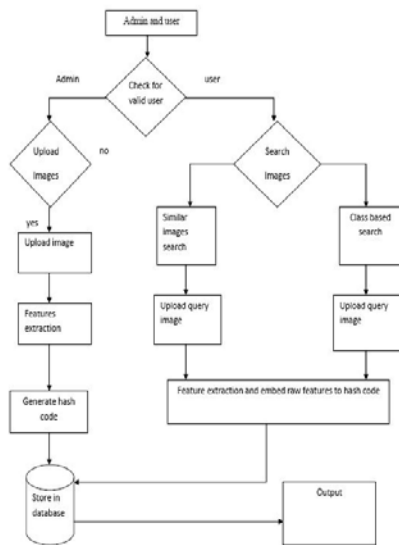 Admin and user
Admin
user
Check for
valid user
Upload
Images
no
Search
Images
yes
Similar
images
search
Class based
search
Upload image
Features
extraction
Upload query
image
Upload query
image
Feature extraction and embed raw features to hash code
Generate hash
code
Store in
database
Output